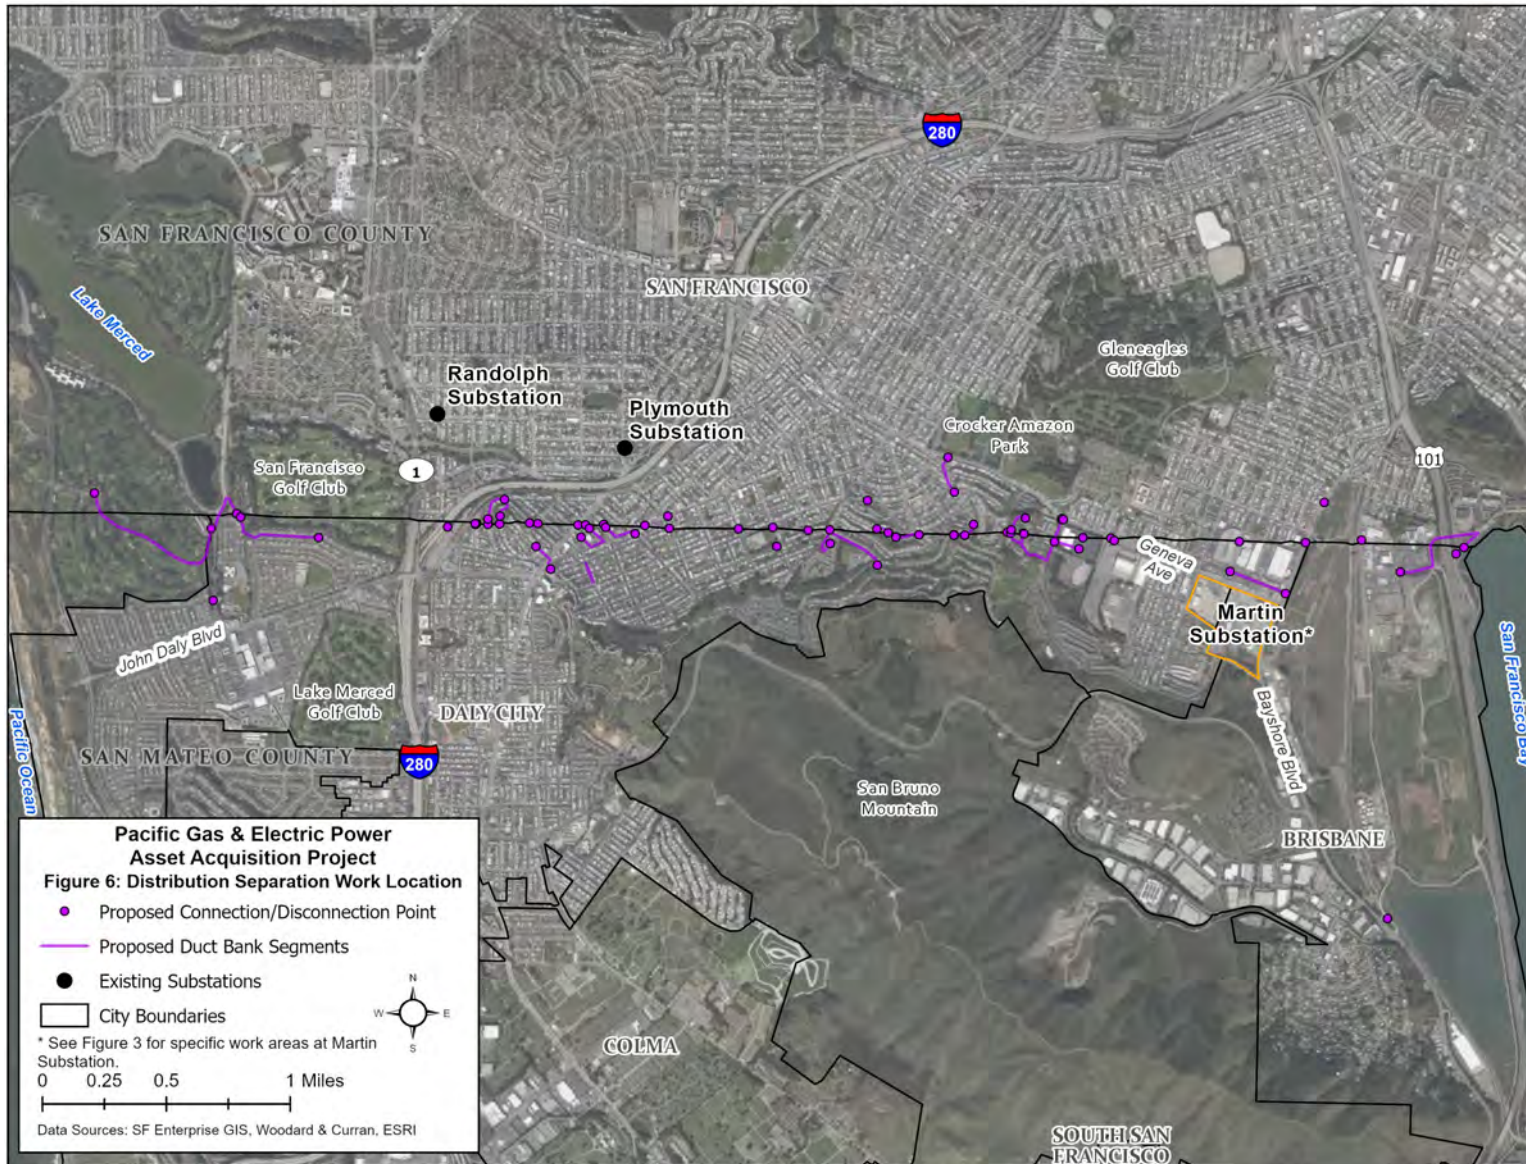 280
SAN FRANCISCO COUNTY
SAN FRANCISCO
Lake Merced
Gleneagles
Golf Club
Randolph
Substation
Plymouth
Substation
Crocker Amazon
Park
San Francisco
Golf Club
1
101
Geneva
Ave
Martin
Substation*
John Daly Blvd
San Francisco Bay
Lake Merced
Golf Club
DALY CITY
Pacific Ocean
SAN MATEO COUNTY
280
Bayshore Blvd
San Bruno
Mountain
BRISBANE
Pacific Gas & Electric Power
Asset Acquisition Project
Figure 6: Distribution Separation Work Location
Proposed Connection/Disconnection Point
Proposed Duct Bank Segments
Existing Substations
City Boundaries
N
W E
S
* See Figure 3 for specific work areas at Martin
Substation.
0 0.25 0.5 1 Miles
Data Sources: SF Enterprise GIS, Woodard & Curran, ESRI
COLMA
SOUTH SAN
FRANCISCO